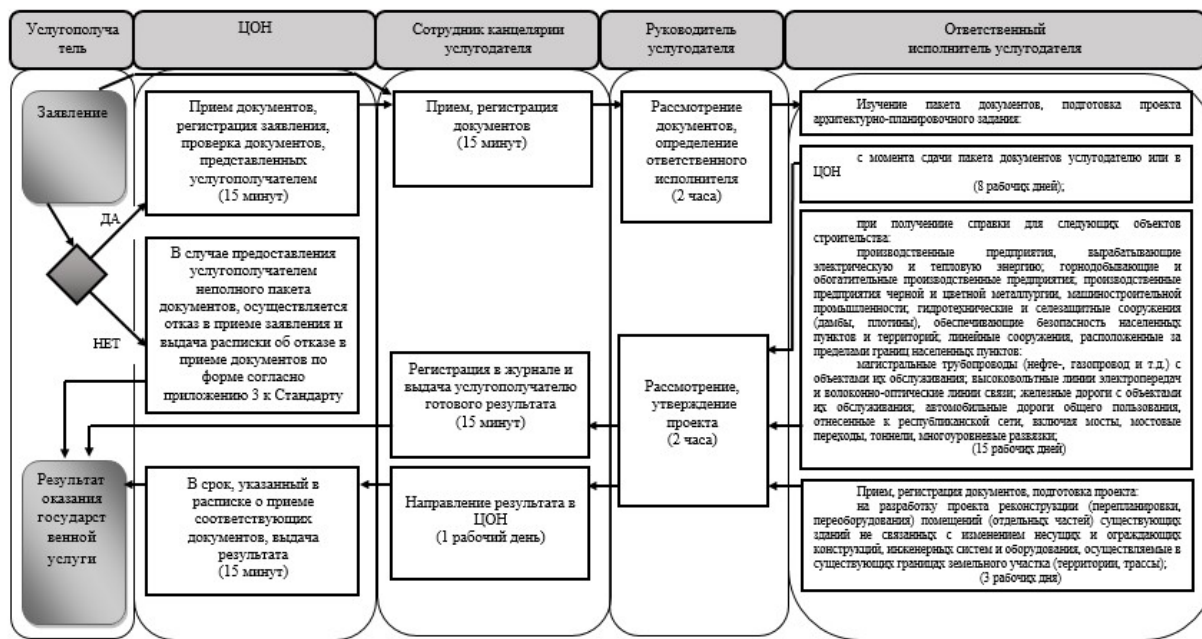 Услугополуча
тель
ЦОН
Сотрудник канцелярии
услугодателя
Руководитель
услугодателя
Ответственный
исполнитель услугодателя
Заявление
ДА
НЕТ
Результат
оказания
государст
венной
услуги
Прием документов,
регистрация заявления,
проверка документов,
представленных
услугополучателем
(15 минут)
В случае предоставления
услугополучателем
неполного пакета
документов, осуществляется
отказ в приеме заявления и
выдача расписки об отказе в
приеме документов по
форме согласно
приложению 3 к Стандарту
В срок, указанный в
расписке о приеме
соответствующих
документов, выдача
результата
(15 минут)
Прием, регистрация
документов
(15 минут)
Регистрация в журнале и
выдача услугополучателю
готового результата
(15 минут)
Направление результата в
ЦОН
(1 рабочий день)
Рассмотрение
документов,
определение
ответственного
исполнителя
(2 часа)
Рассмотрение,
утверждение
проекта
(2 часа)
Изучение пакета документов, подготовка проекта
архитектурно-планировочного задания:
с момента сдачи пакета документов услугодателю или в
ЦОН
(8 рабочих дней);
при получениие справки для следующих объектов
строительства:
производственные предприятия, вырабатывающие
электрическую и тепловую энергию; горнодобывающие и
обогатительные производственные предприятия; производственные
предприятия черной и цветной металлургии, машиностроительной
промышленности; гидротехнические и селезащитные сооружения
(дамбы, плотины), обеспечивающие безопасность населенных
пунктов и территорий; линейные сооружения, расположенные за
пределами границ населенных пунктов:
магистральные трубопроводы (нефте-, газопровод и т.д.) с
объектами их обслуживания; высоковольтные линии электропередач
и волоконно-оптические линии связи; железные дороги с объектами
их обслуживания; автомобильные дороги общего пользования,
отнесенные к республиканской сети, включая мосты, мостовые
переходы, тоннели, многоуровневые развязки;
(15 рабочих дней)
Прием, регистрация документов, подготовка проекта:
на разработку проекта реконструкции (перепланировки,
переоборудования) помещений (отдельных частей) существующих
зданий не связанных с изменением несущих и ограждающих
конструкций, инженерных систем и оборудования, осуществляемые в
существующих границах земельного участка (территории, трассы);
(3 рабочих дня)